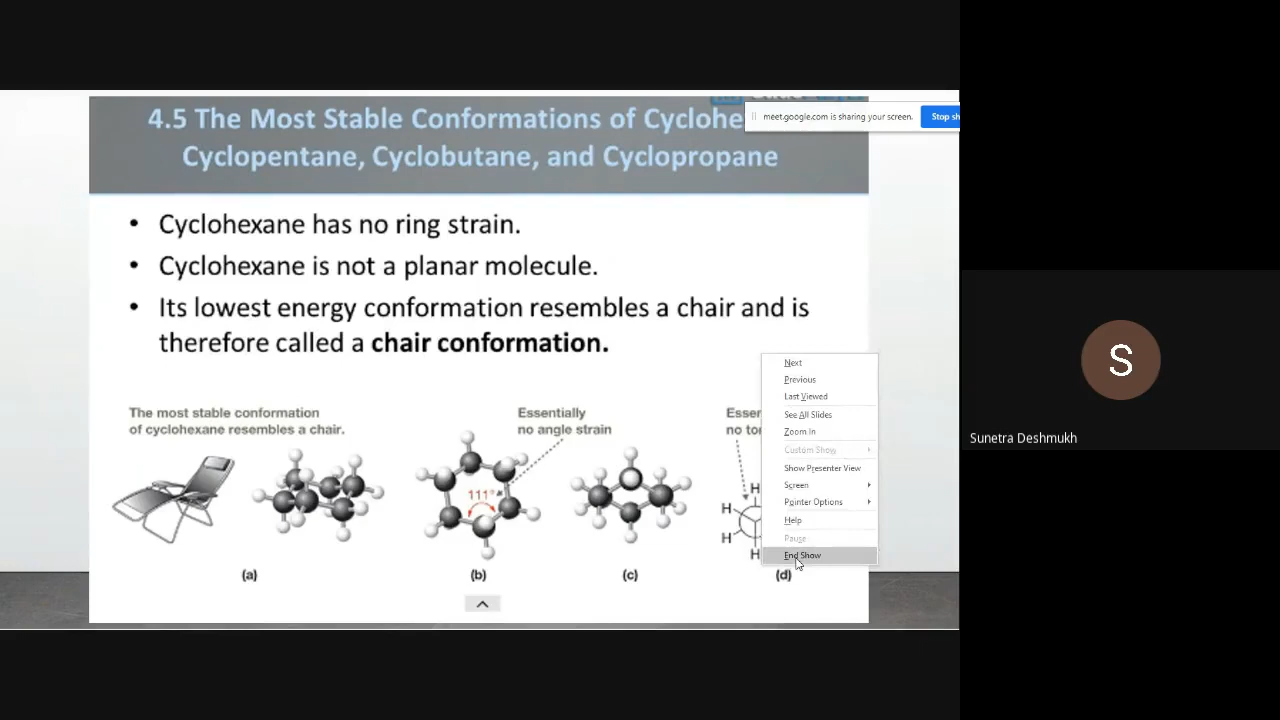 4.5 The Most Stable Conformations of Cyclohe
Cyclopentane, Cyclobutane, and Cyclopropane
meet.google.com is sharing your screen.
Stop sh
• Cyclohexane has no ring strain.
• Cyclohexane is not a planar molecule.
• Its lowest energy conformation resembles a chair and is
therefore called a chair conformation.
The most stable conformation
of cyclohexane resembles a chair.
Essentially
no angle strain
Esser
no tor
111°
H
H
H
H
(a)
(b)
(c)
(d)
Next
Previous
Last Viewed
See All Slides
Zoom In
Custom Show
Show Presenter View
Screen
Pointer Options
Help
Pause
End Show
S
Sunetra Deshmukh